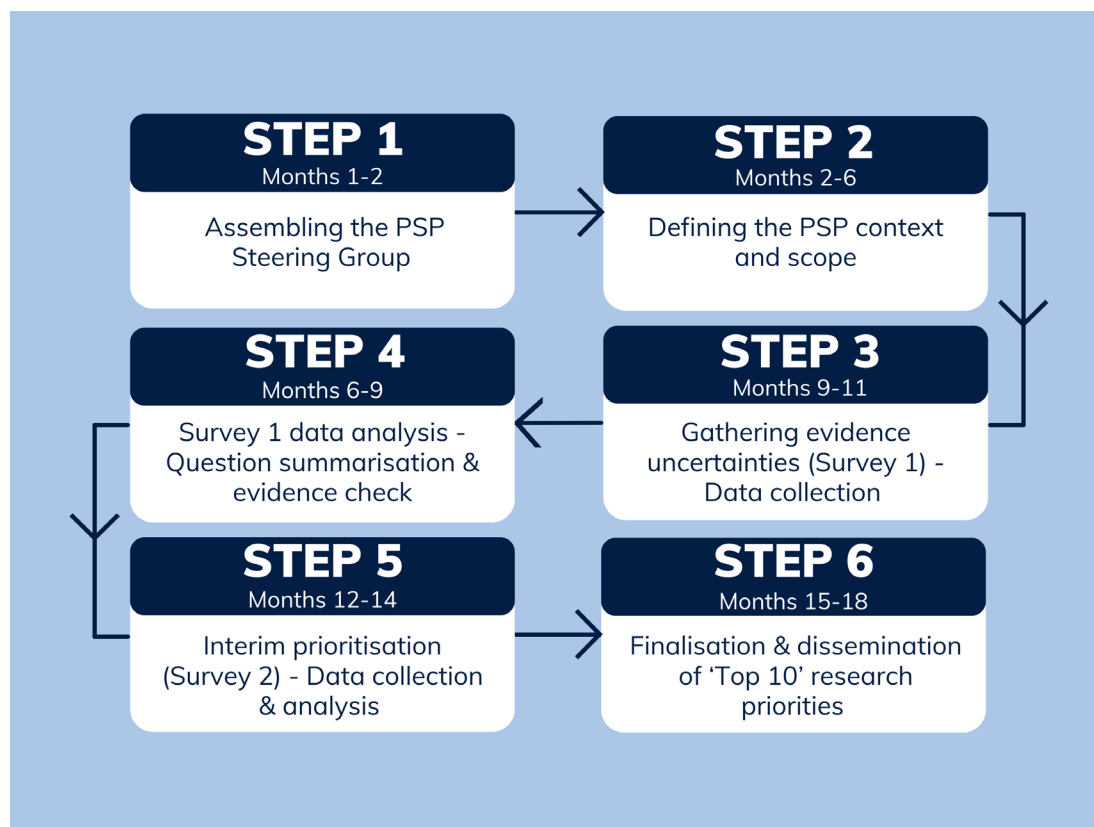 STEP 1
Months 1-2
Assembling the PSP
Steering Group
STEP 2
Months 2-6
Defining the PSP context
and scope
STEP 3
Months 9-11
Gathering evidence
uncertainties (Survey 1) -
Data collection
STEP 4
Months 6-9
Survey 1 data analysis -
Question summarisation &
evidence check
STEP 5
Months 12-14
Interim prioritisation
(Survey 2) - Data collection
& analysis
STEP 6
Months 15-18
Finalisation & dissemination
of ‘Top 10’ research
priorities